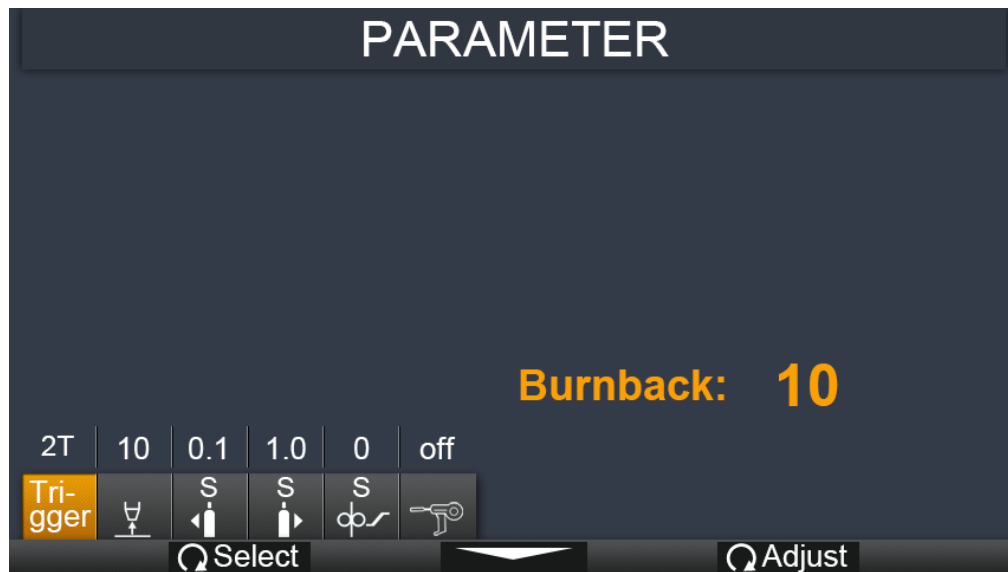 PARAMETER
Burnback: 10
2T 10 0.1 1.0 0 off
Tri-
gger
S S S
Select Adjust